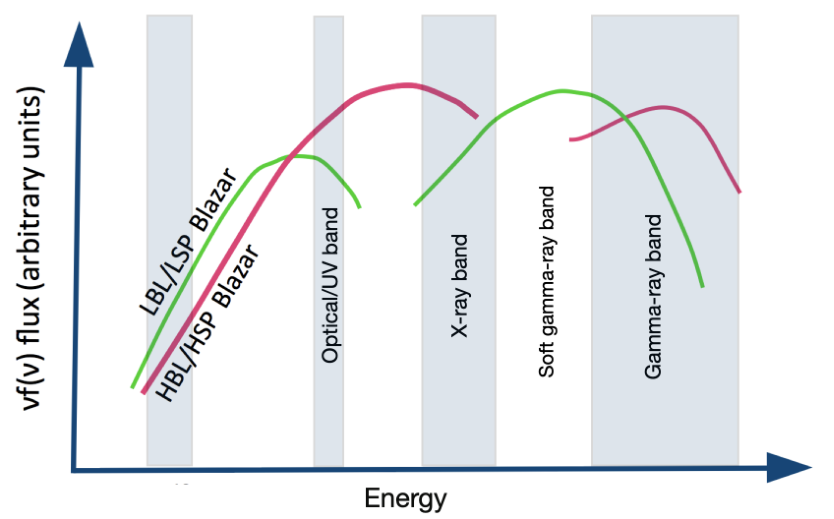 vf(v) flux (arbitrary units)
LBL/LSP Blazar
HBL/HSP Blazar
Optical/UV band
X-ray band
Soft gamma-ray band
Gamma-ray band
Energy